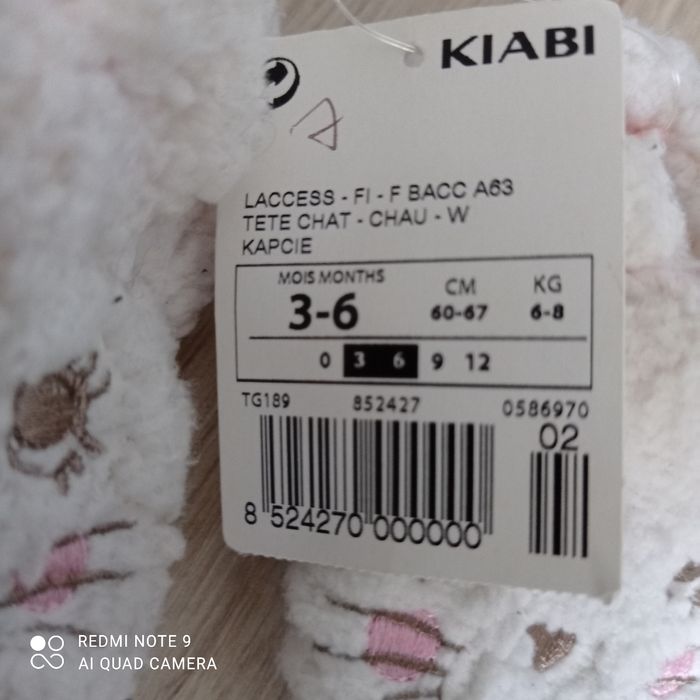 KIABI
LACCESS - FI - F BACC A63
TETE CHAT - CHAU - W
KAPCIE
MOIS MONTHS CM KG
3-6 60-67 6-8
0 3 6 9 12
TG189 852427 0586970
02
8 524270 000000
REDMI NOTE 9
AI QUAD CAMERA